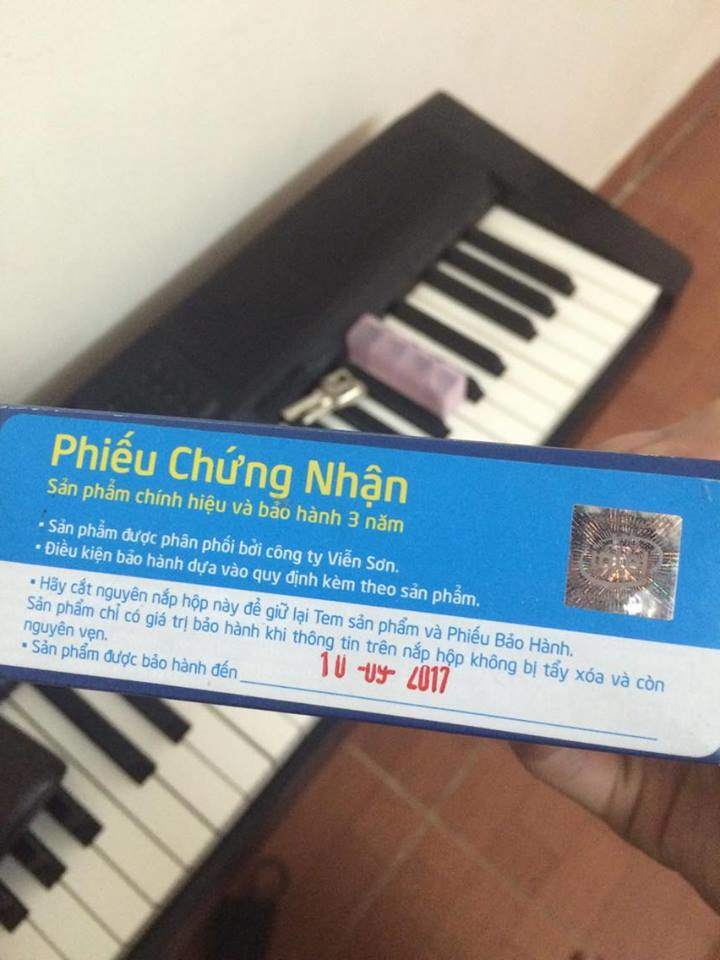 Phiếu Chứng Nhận
Sản phẩm chính hiệu và bảo hành 3 năm
• Sản phẩm được phân phối bởi công ty Viễn Sơn.
• Điều kiện bảo hành dựa vào quy định kèm theo sản phẩm.
• Hãy cắt nguyên nắp hộp này để giữ lại Tem sản phẩm và Phiếu Bảo Hành.
Sản phẩm chỉ có giá trị bảo hành khi thông tin trên nắp hộp không bị tẩy xóa và còn
nguyên vẹn.
• Sản phẩm được bảo hành đến 10 -09- 2017